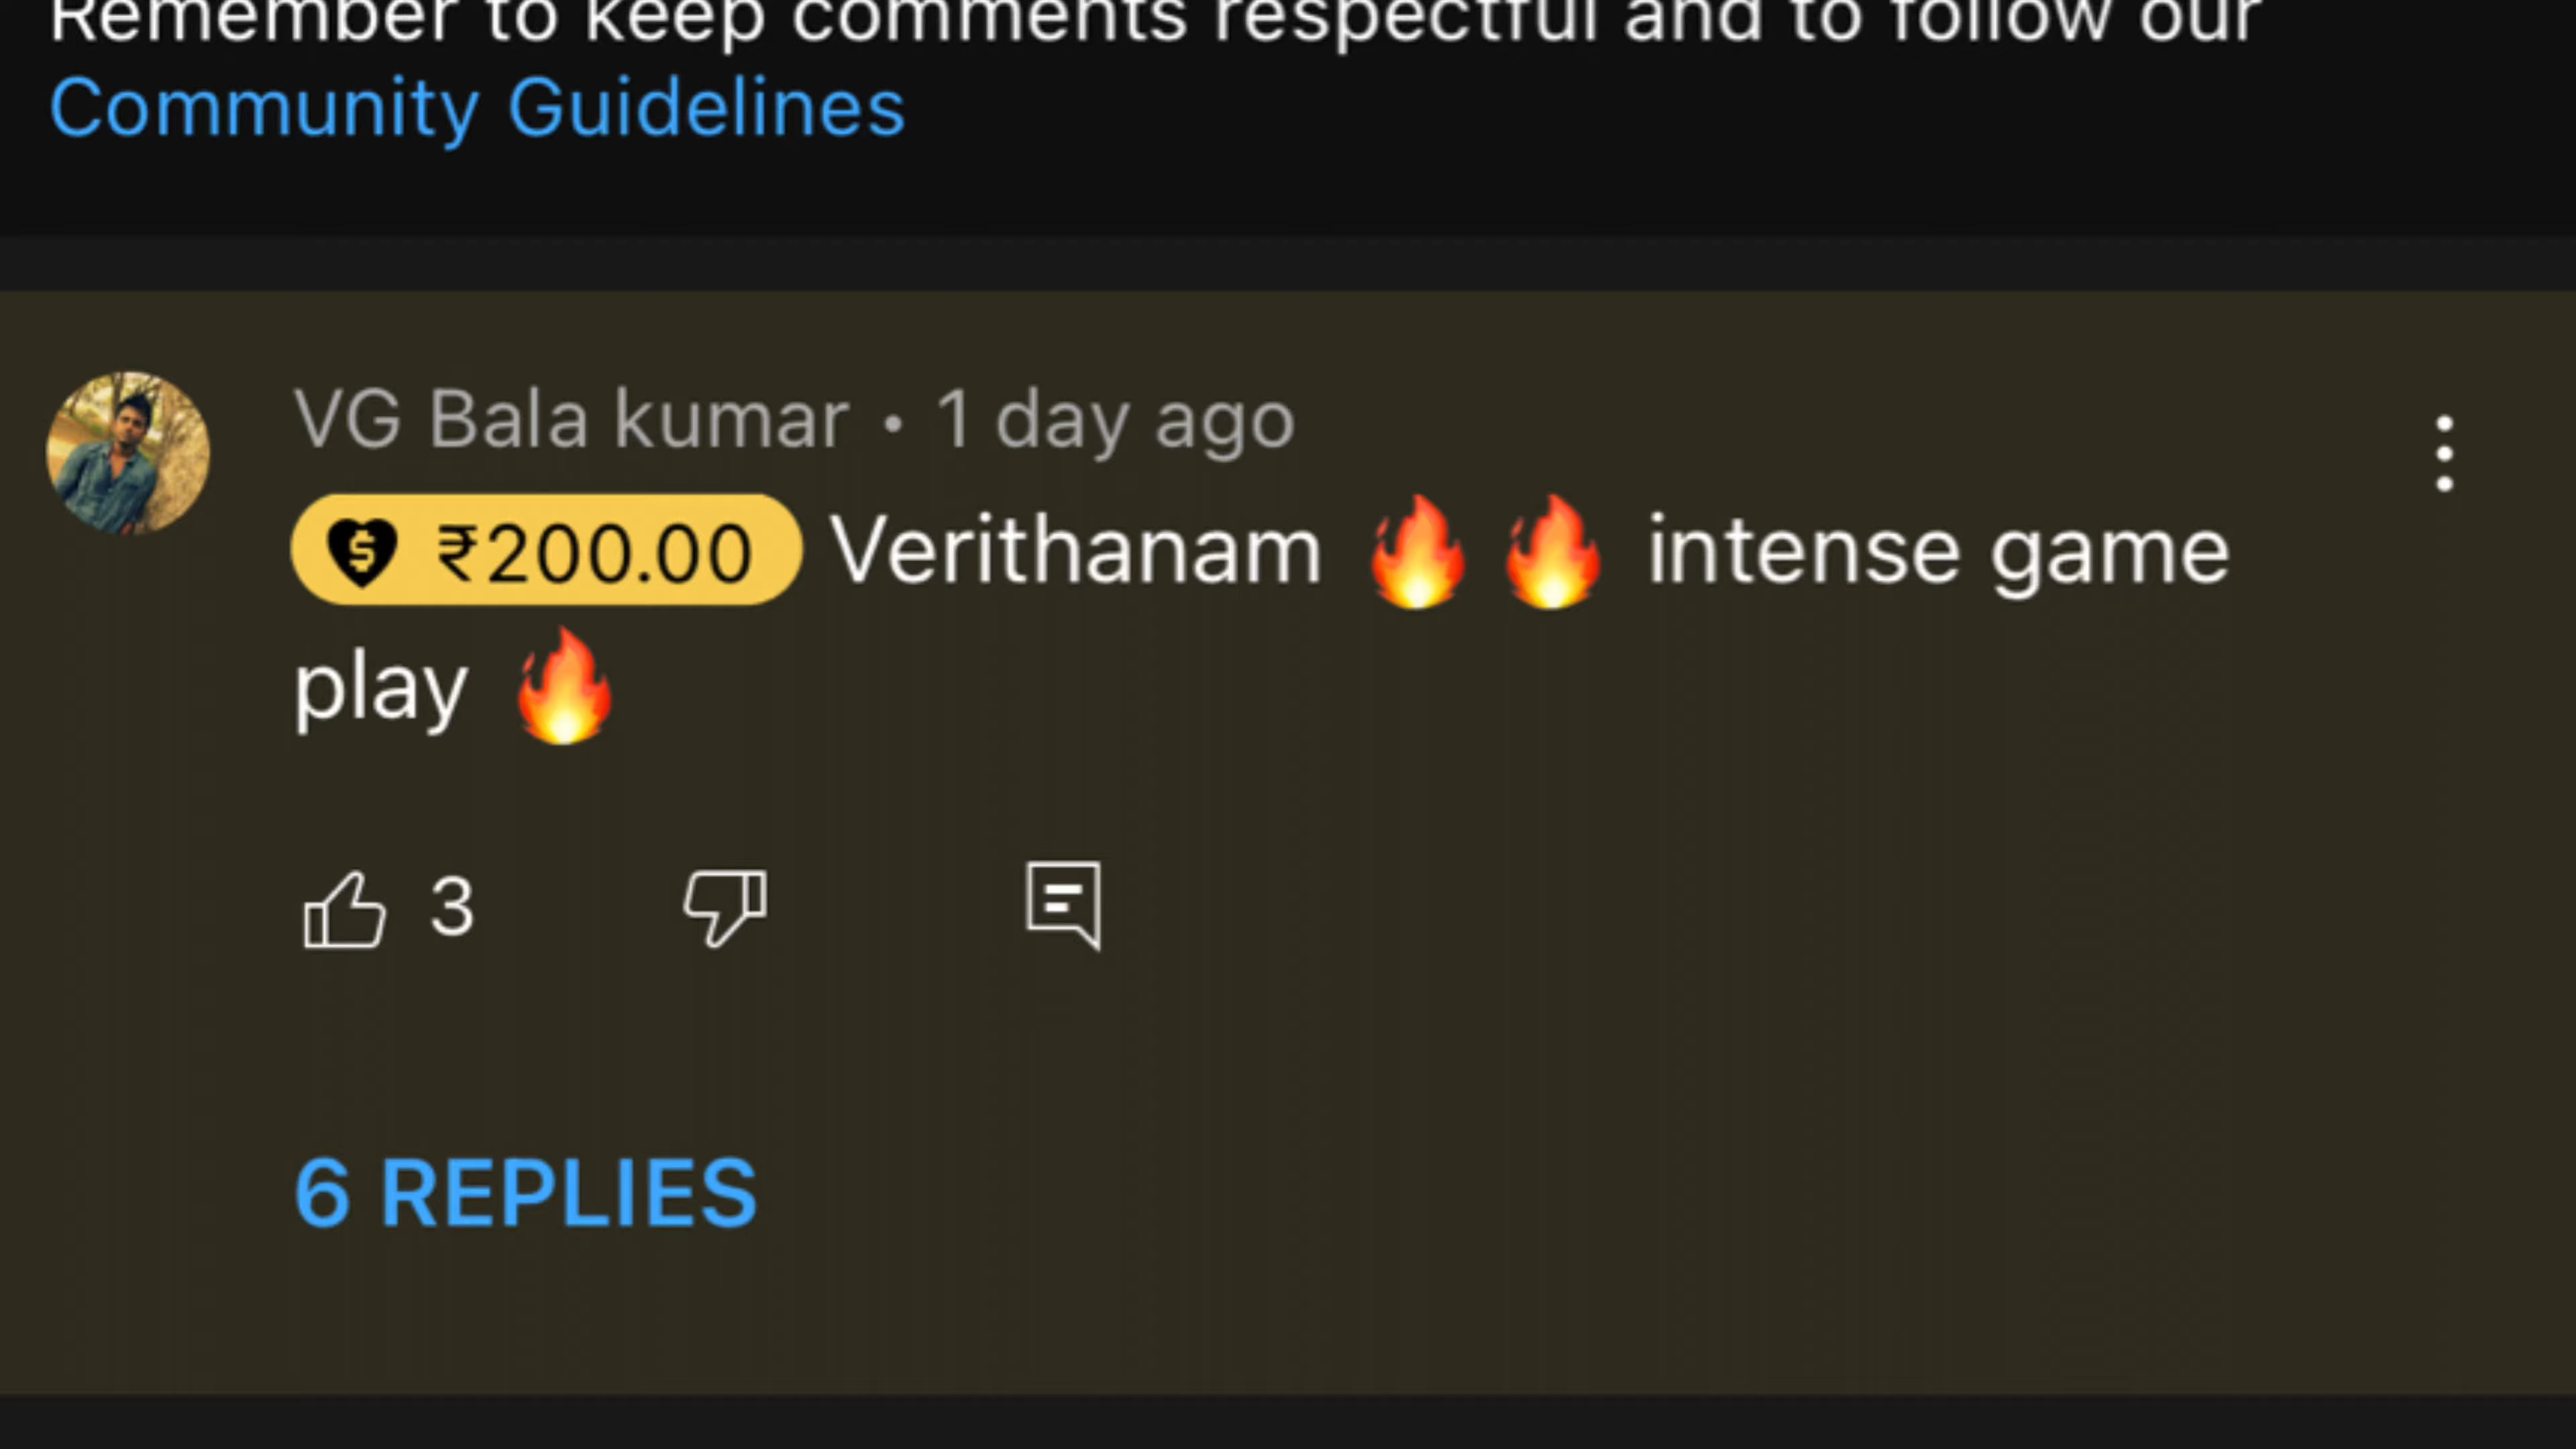 Remember to keep comments respectful and to follow our
Community Guidelines
VG Bala kumar • 1 day ago
₹200.00 Verithanam 🔥🔥 intense game
play 🔥
3
6 REPLIES